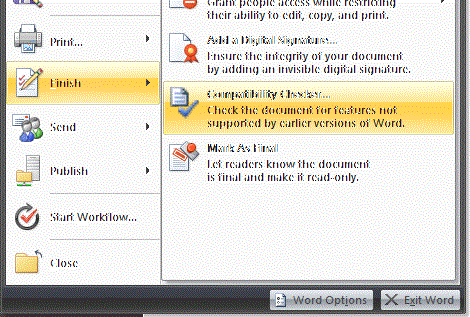 Grant people access while restricting
their ability to edit, copy, and print.
Print...
Add a Digital Signature...
Ensure the integrity of your document
by adding an invisible digital signature.
Finish
Compatibility Checker...
Check the document for features not
supported by earlier versions of Word.
Send
Mark As Final
Let readers know the document
is final and make it read-only.
Publish
Start Workflow...
Close
Word Options
Exit Word